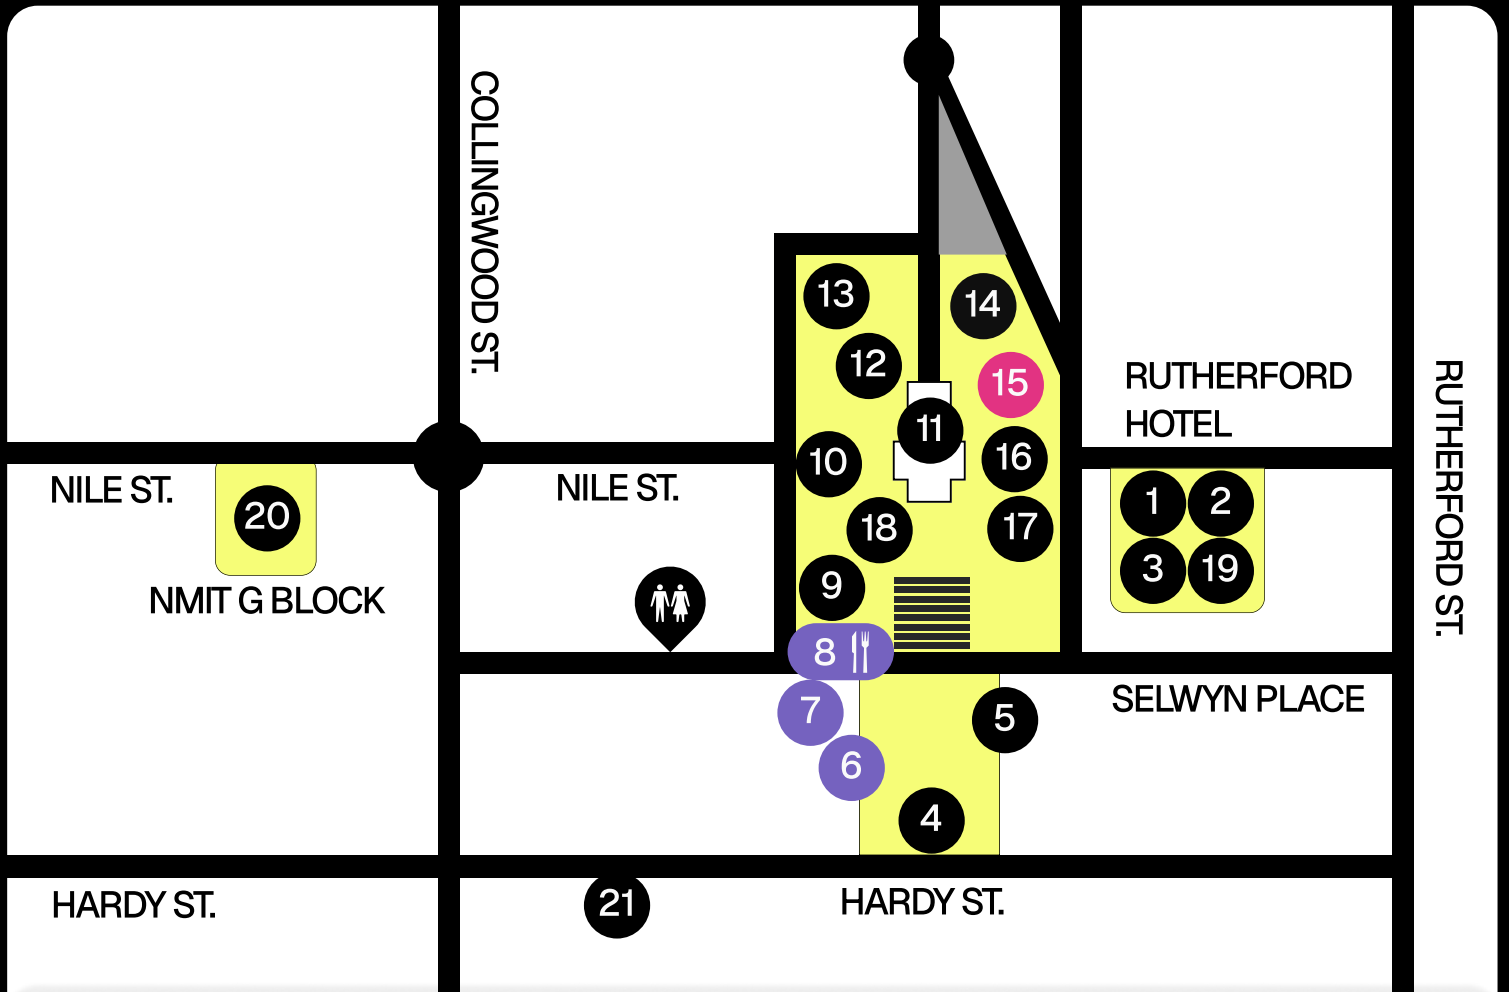 COLLINGWOOD ST.
13
14
12
15
RUTHERFORD
HOTEL
RUTHERFORD ST.
11
10
16
NILE ST.
NILE ST.
20
1
2
18
17
NMIT G BLOCK
9
3
19
8
7
5
SELWYN PLACE
6
4
HARDY ST.
21
HARDY ST.